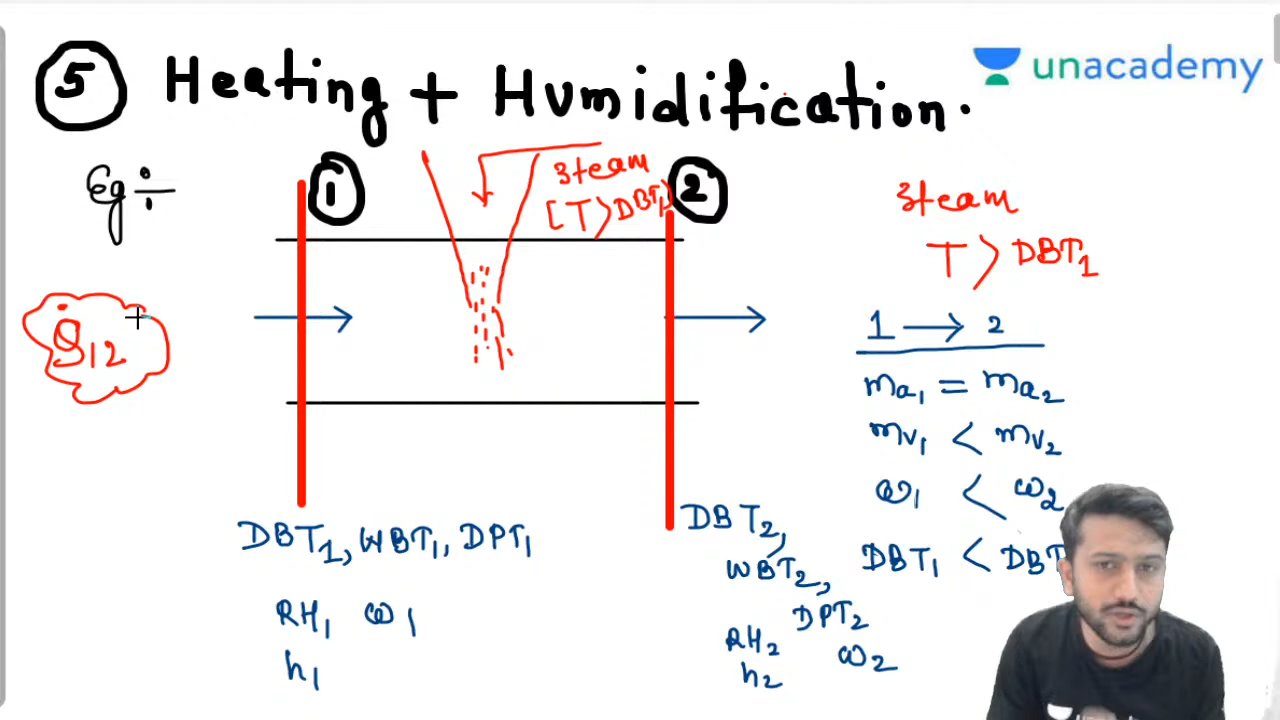 5 Heating + Humidification.
unacademy
Eg ÷
1
steam
[T > DBT1]
2
steam
T > DBT1
Q̇12
1 → 2
ma1 = ma2
mv1 < mv2
ω1 < ω2
DBT1 < DBT
DBT1, WBT1, DPT1
RH1 ω1
h1
DBT2,
WBT2,
DPT2
RH2 ω2
h2